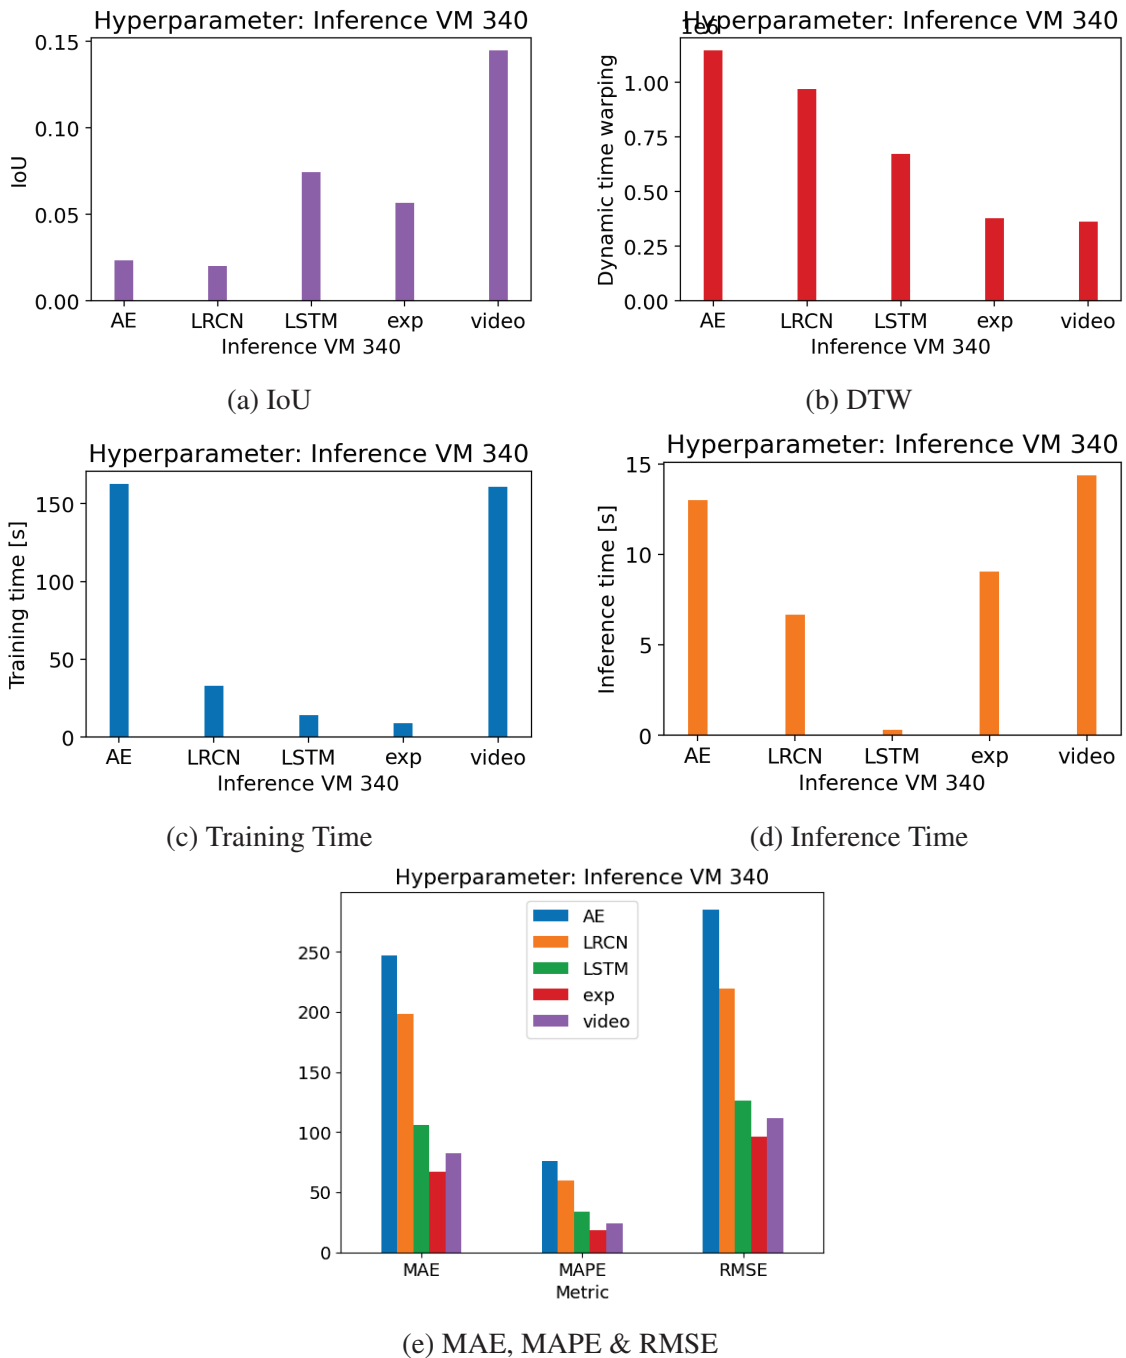 Hyperparameter: Inference VM 340
0.15
0.10
0.05
0.00
IoU
AE LRCN LSTM exp video
Inference VM 340
(a) IoU
Hyperparameter: Inference VM 340
1e6
1.00
0.75
0.50
0.25
0.00
Dynamic time warping
AE LRCN LSTM exp video
Inference VM 340
(b) DTW
Hyperparameter: Inference VM 340
150
100
50
0
Training time [s]
AE LRCN LSTM exp video
Inference VM 340
(c) Training Time
Hyperparameter: Inference VM 340
15
10
5
0
Inference time [s]
AE LRCN LSTM exp video
Inference VM 340
(d) Inference Time
Hyperparameter: Inference VM 340
250
200
150
100
50
0
AE
LRCN
LSTM
exp
video
MAE MAPE RMSE
Metric
(e) MAE, MAPE & RMSE